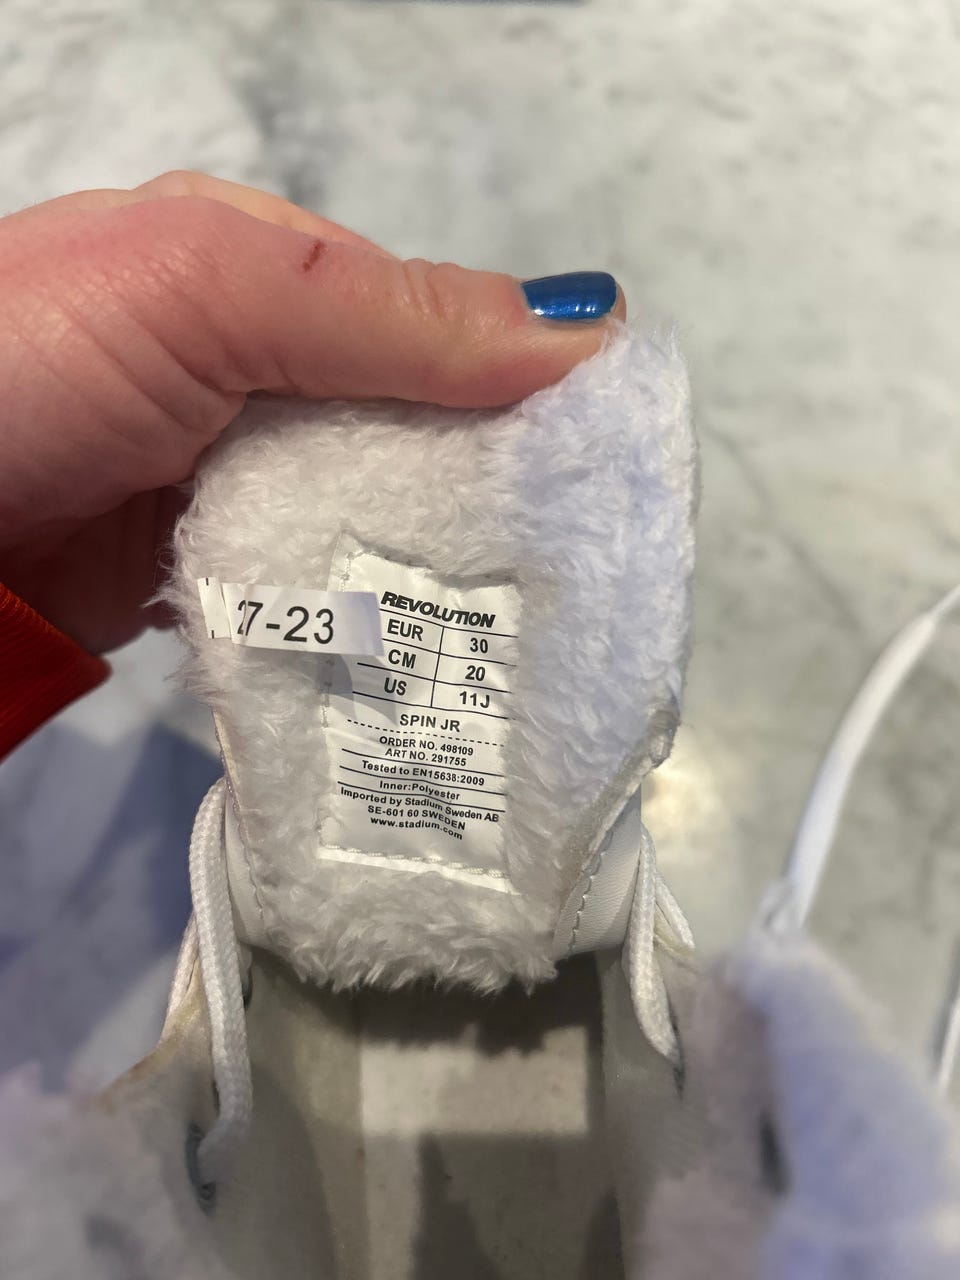 27-23
REVOLUTION
EUR 30
CM 20
US 11J
SPIN JR
ORDER NO. 498109
ART NO. 291755
Tested to EN15638:2009
Inner:Polyester
Imported by Stadium Sweden AB
SE-601 60 SWEDEN
www.stadium.com